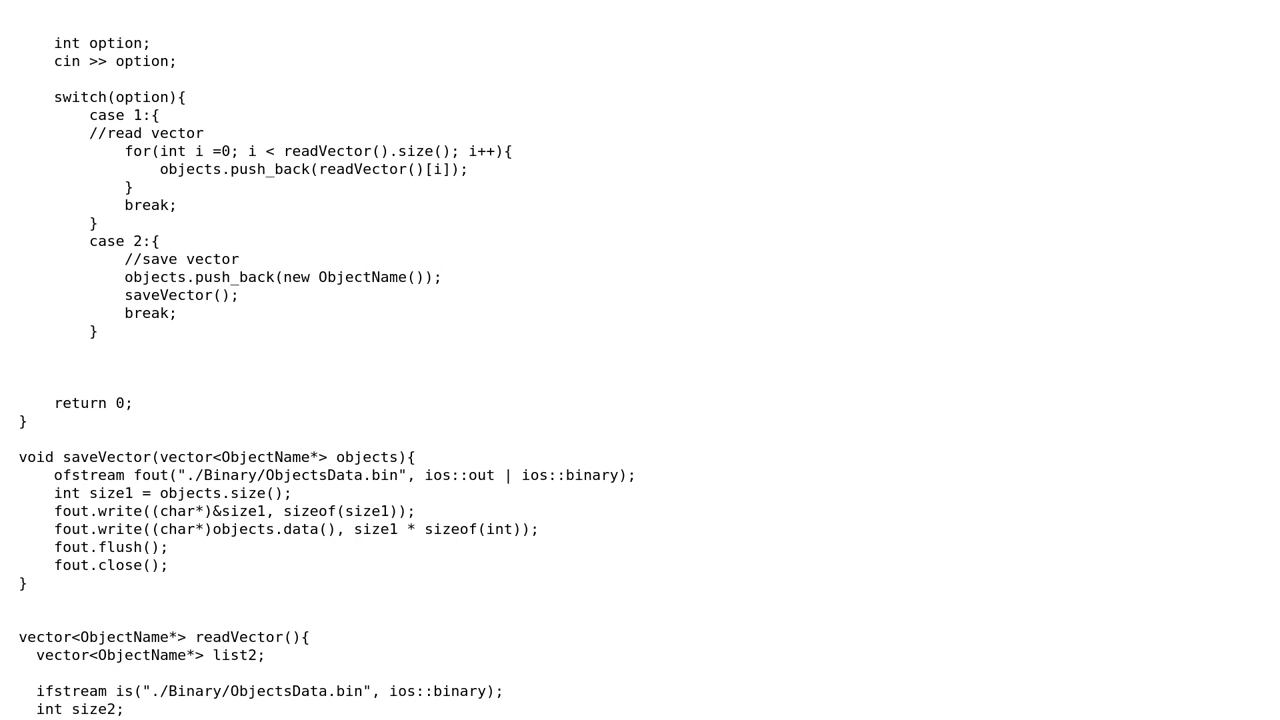 int option;
cin >> option;
switch(option){
case 1:{
//read vector
for(int i =0; i < readVector().size(); i++){
objects.push_back(readVector()[i]);
}
break;
}
case 2:{
//save vector
objects.push_back(new ObjectName());
saveVector();
break;
}
return 0;
}
void saveVector(vector<ObjectName*> objects){
ofstream fout("./Binary/ObjectsData.bin", ios::out | ios::binary);
int size1 = objects.size();
fout.write((char*)&size1, sizeof(size1));
fout.write((char*)objects.data(), size1 * sizeof(int));
fout.flush();
fout.close();
}
vector<ObjectName*> readVector(){
vector<ObjectName*> list2;
ifstream is("./Binary/ObjectsData.bin", ios::binary);
int size2;